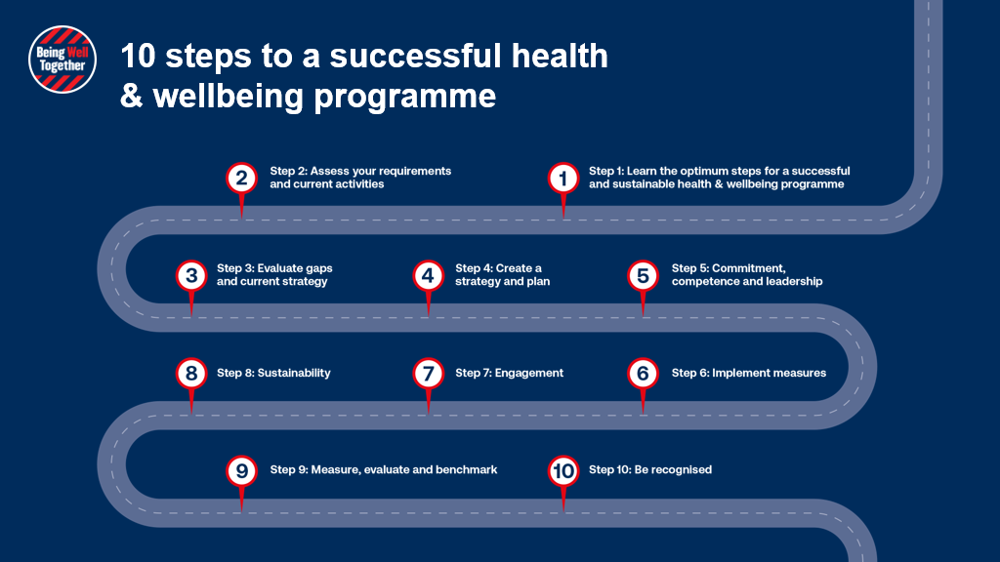 Being Well
Together
10 steps to a successful health
& wellbeing programme
1
Step 1: Learn the optimum steps for a successful
and sustainable health & wellbeing programme
2
Step 2: Assess your requirements
and current activities
3
Step 3: Evaluate gaps
and current strategy
4
Step 4: Create a
strategy and plan
5
Step 5: Commitment,
competence and leadership
6
Step 6: Implement measures
7
Step 7: Engagement
8
Step 8: Sustainability
9
Step 9: Measure, evaluate and benchmark
10
Step 10: Be recognised